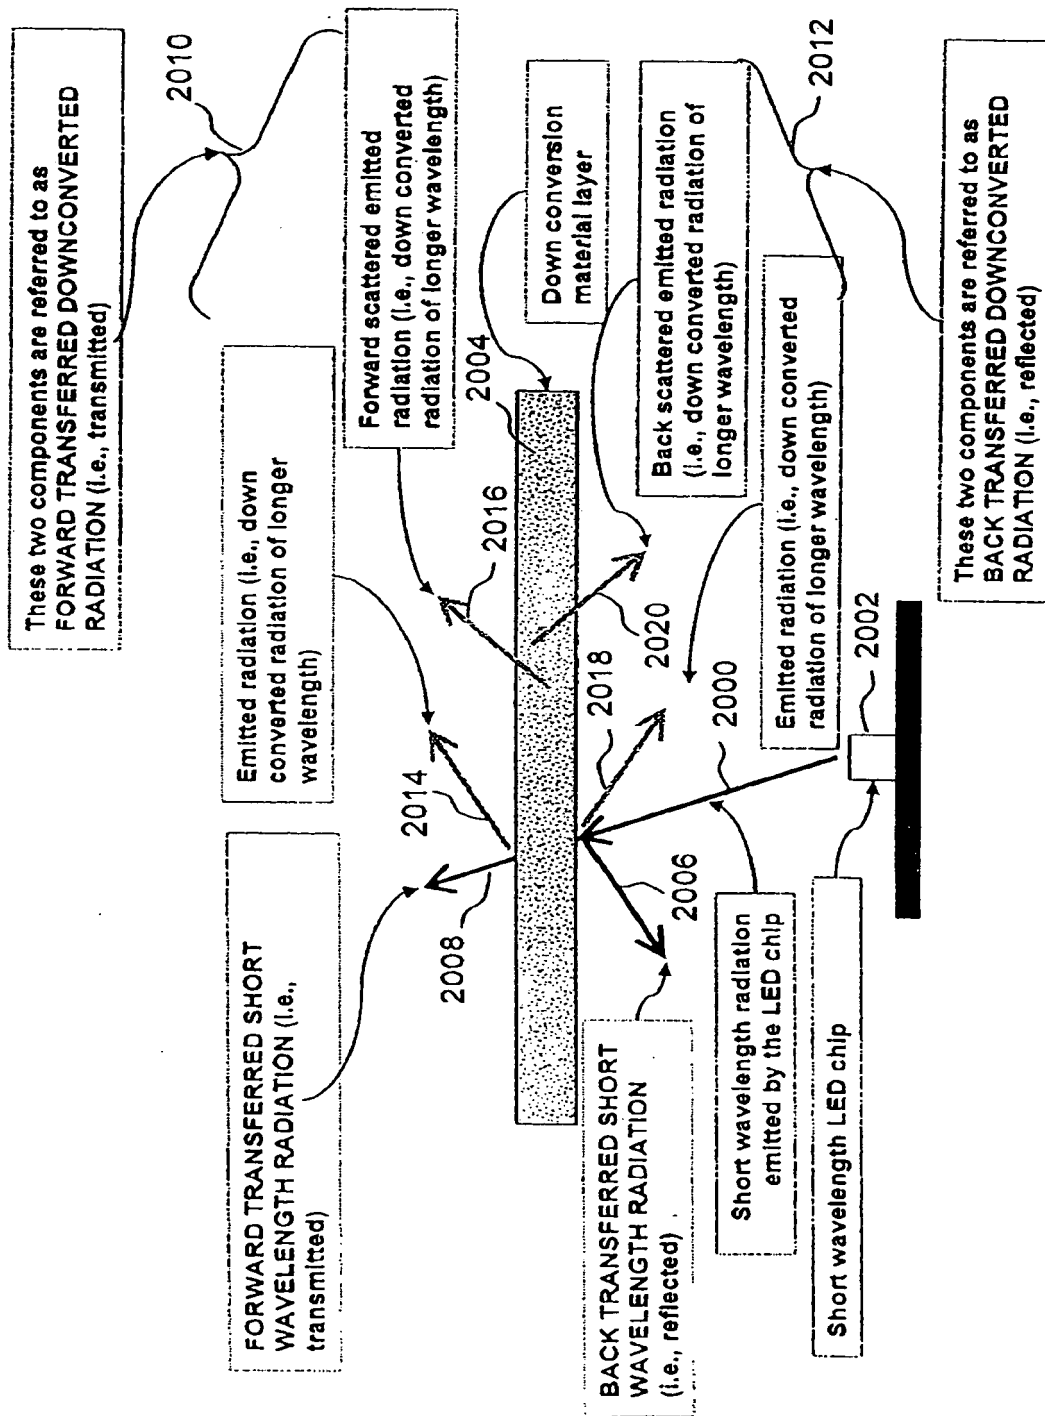 These two components are referred to as
FORWARD TRANSFERRED DOWNCONVERTED
RADIATION (i.e., transmitted)
2010
Emitted radiation (i.e., down
converted radiation of longer
wavelength)
Forward scattered emitted
radiation (i.e., down converted
radiation of longer wavelength)
FORWARD TRANSFERRED SHORT
WAVELENGTH RADIATION (i.e.,
transmitted)
2008
2014
2016
2004
Down conversion
material layer
Back scattered emitted radiation
(i.e., down converted radiation of
longer wavelength)
2006
2018
2020
BACK TRANSFERRED SHORT
WAVELENGTH RADIATION
(i.e., reflected)
2000
Emitted radiation (i.e., down converted
radiation of longer wavelength)
2012
Short wavelength radiation
emitted by the LED chip
Short wavelength LED chip
2002
These two components are referred to as
BACK TRANSFERRED DOWNCONVERTED
RADIATION (i.e., reflected)